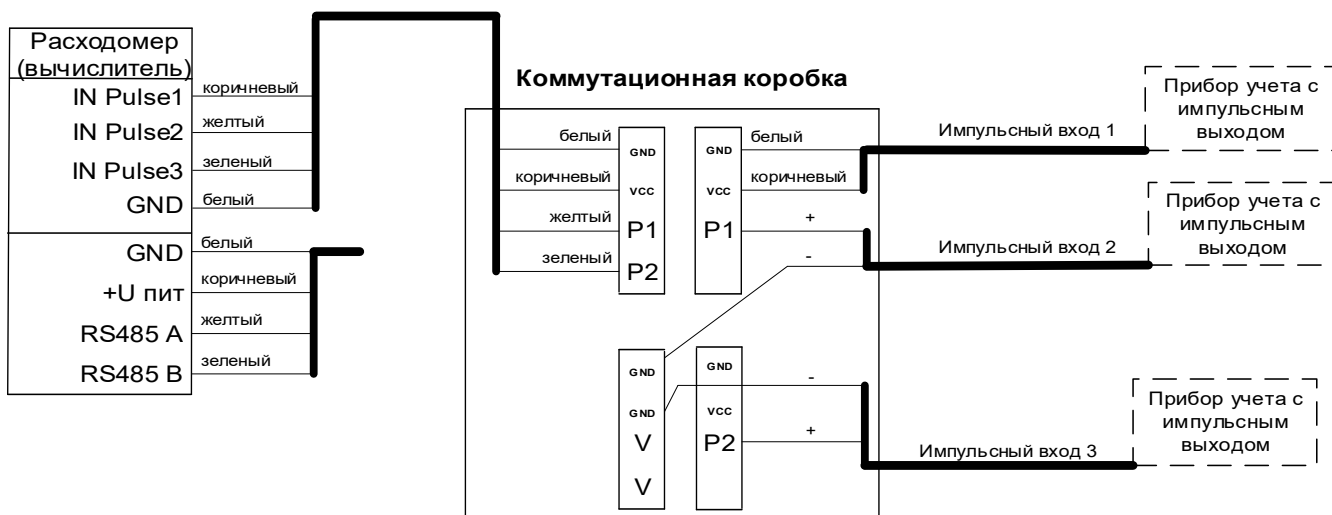 Расходомер
(вычислитель)
IN Pulse1
коричневый
IN Pulse2
желтый
IN Pulse3
зеленый
GND
белый
GND
белый
+U пит
коричневый
RS485 A
желтый
RS485 B
зеленый
Коммутационная коробка
белый
GND
коричневый
VCC
желтый
P1
зеленый
P2
GND
белый
VCC
коричневый
P1
+
-
GND
GND
V
V
GND
-
VCC
P2
+
Импульсный вход 1
Прибор учета с
импульсным
выходом
Импульсный вход 2
Прибор учета с
импульсным
выходом
Импульсный вход 3
Прибор учета с
импульсным
выходом